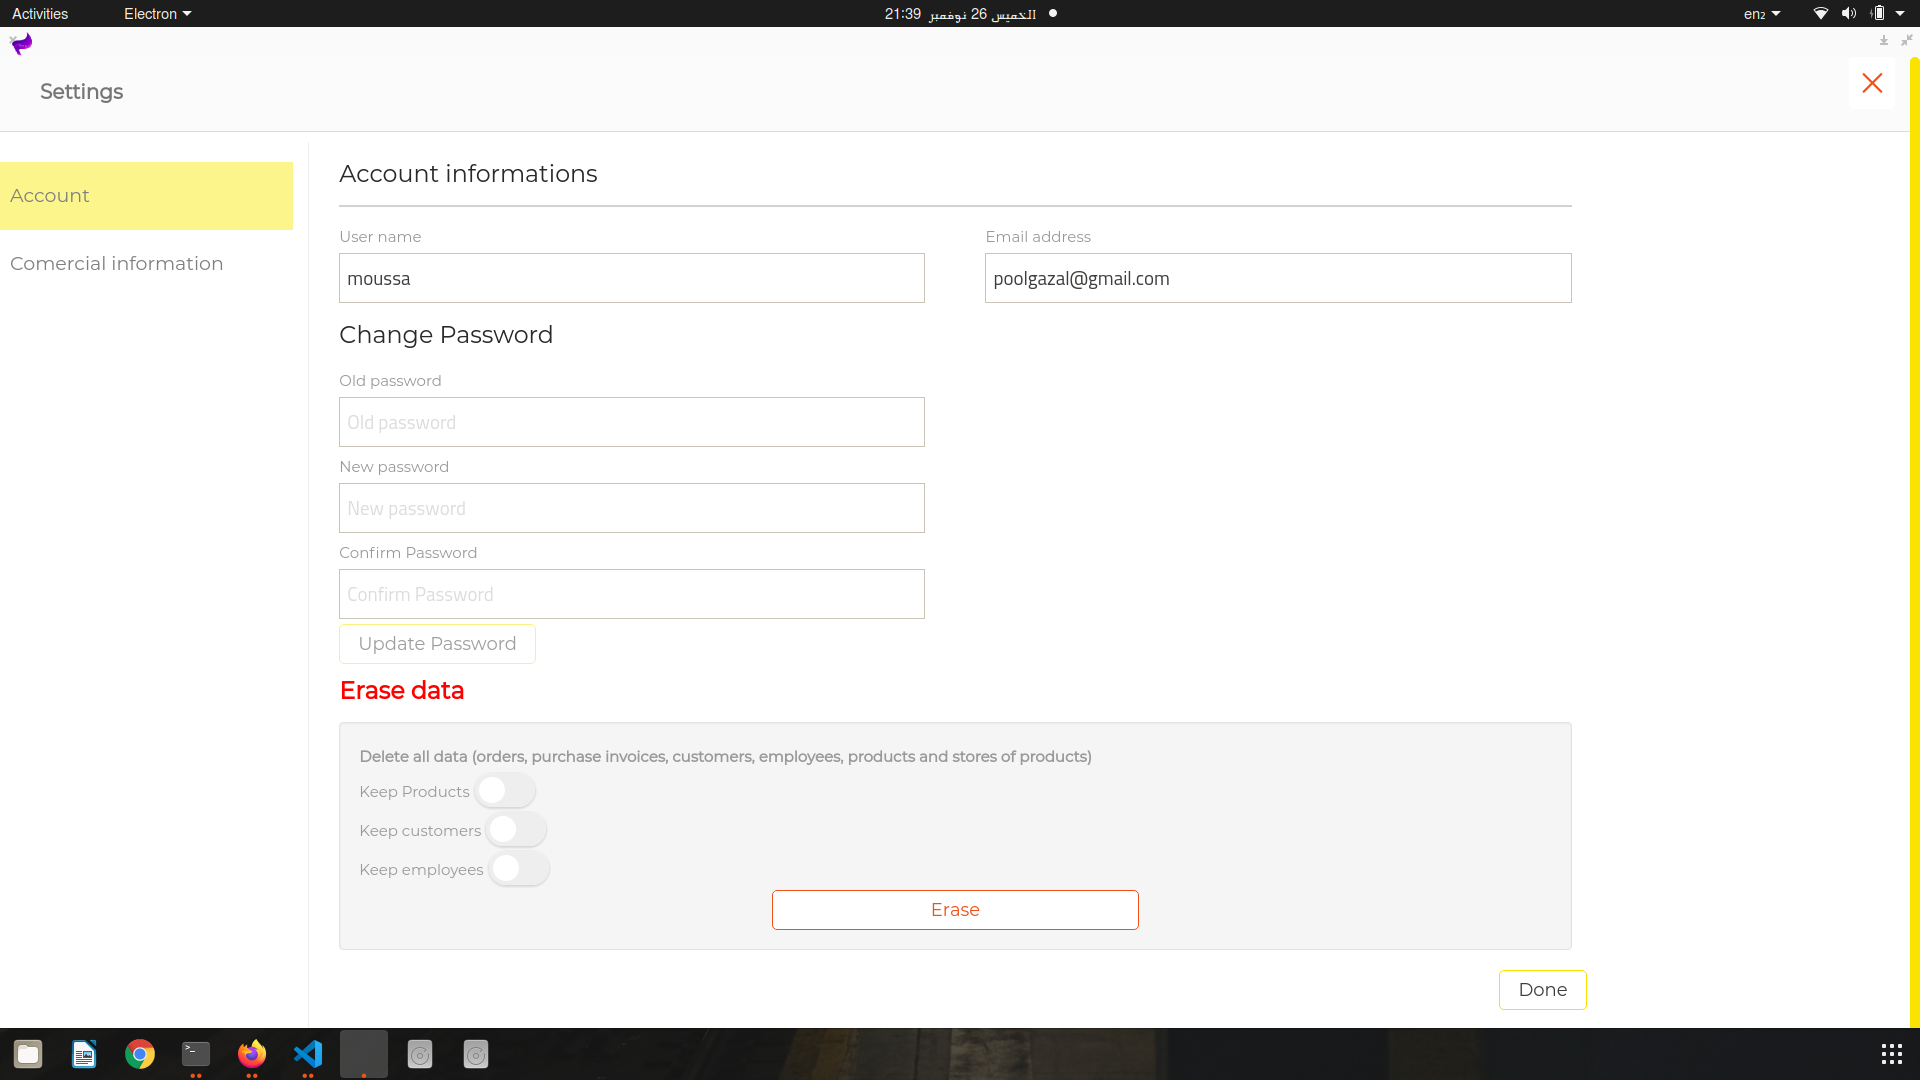 Activities
Electron
الخميس 26 نوفمبر 21:39
en₂
Settings
Account
Comercial information
Account informations
User name
Email address
moussa
poolgazal@gmail.com
Change Password
Old password
Old password
New password
New password
Confirm Password
Confirm Password
Update Password
Erase data
Delete all data (orders, purchase invoices, customers, employees, products and stores of products)
Keep Products
Keep customers
Keep employees
Erase
Done